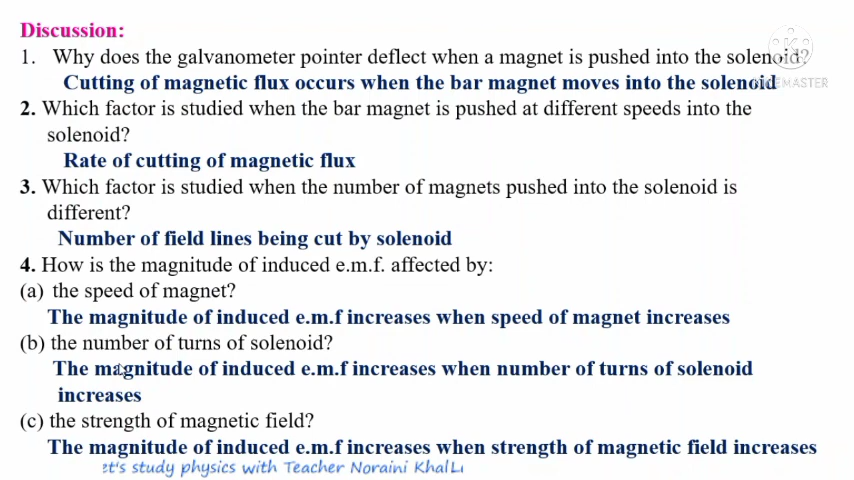 Discussion:
1. Why does the galvanometer pointer deflect when a magnet is pushed into the solenoid?
Cutting of magnetic flux occurs when the bar magnet moves into the solenoid
2. Which factor is studied when the bar magnet is pushed at different speeds into the
solenoid?
Rate of cutting of magnetic flux
3. Which factor is studied when the number of magnets pushed into the solenoid is
different?
Number of field lines being cut by solenoid
4. How is the magnitude of induced e.m.f. affected by:
(a) the speed of magnet?
The magnitude of induced e.m.f increases when speed of magnet increases
(b) the number of turns of solenoid?
The magnitude of induced e.m.f increases when number of turns of solenoid
increases
(c) the strength of magnetic field?
The magnitude of induced e.m.f increases when strength of magnetic field increases
et's study physics with Teacher Noraini Khal